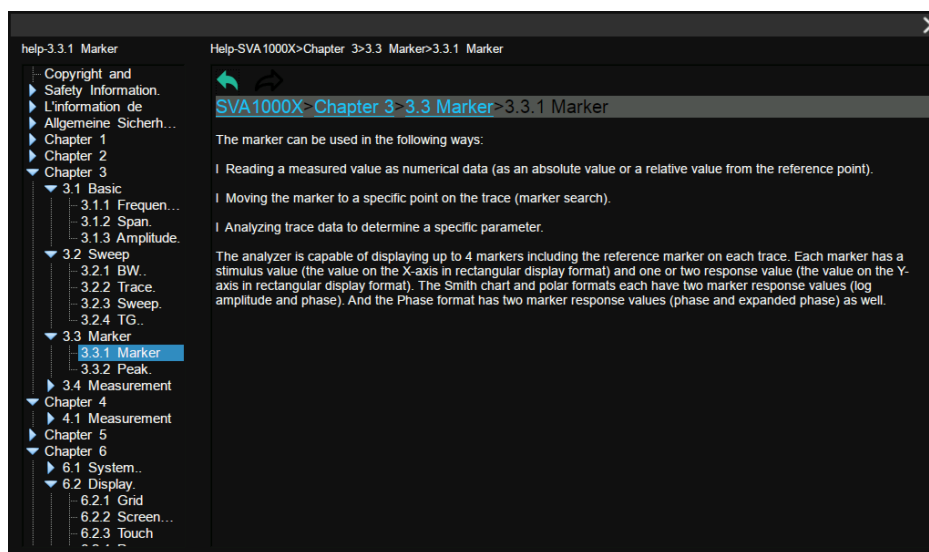 help-3.3.1 Marker
Help-SVA1000X>Chapter 3>3.3 Marker>3.3.1 Marker
Copyright and
Safety Information.
L'information de
Allgemeine Sicherh...
Chapter 1
Chapter 2
Chapter 3
3.1 Basic
3.1.1 Frequen...
3.1.2 Span.
3.1.3 Amplitude.
3.2 Sweep
3.2.1 BW..
3.2.2 Trace.
3.2.3 Sweep.
3.2.4 TG..
3.3 Marker
3.3.1 Marker
3.3.2 Peak.
3.4 Measurement
Chapter 4
4.1 Measurement
Chapter 5
Chapter 6
6.1 System..
6.2 Display.
6.2.1 Grid
6.2.2 Screen...
6.2.3 Touch
SVA1000X>Chapter 3>3.3 Marker>3.3.1 Marker
The marker can be used in the following ways:
l Reading a measured value as numerical data (as an absolute value or a relative value from the reference point).
l Moving the marker to a specific point on the trace (marker search).
l Analyzing trace data to determine a specific parameter.
The analyzer is capable of displaying up to 4 markers including the reference marker on each trace. Each marker has a
stimulus value (the value on the X-axis in rectangular display format) and one or two response value (the value on the Y-
axis in rectangular display format). The Smith chart and polar formats each have two marker response values (log
amplitude and phase). And the Phase format has two marker response values (phase and expanded phase) as well.